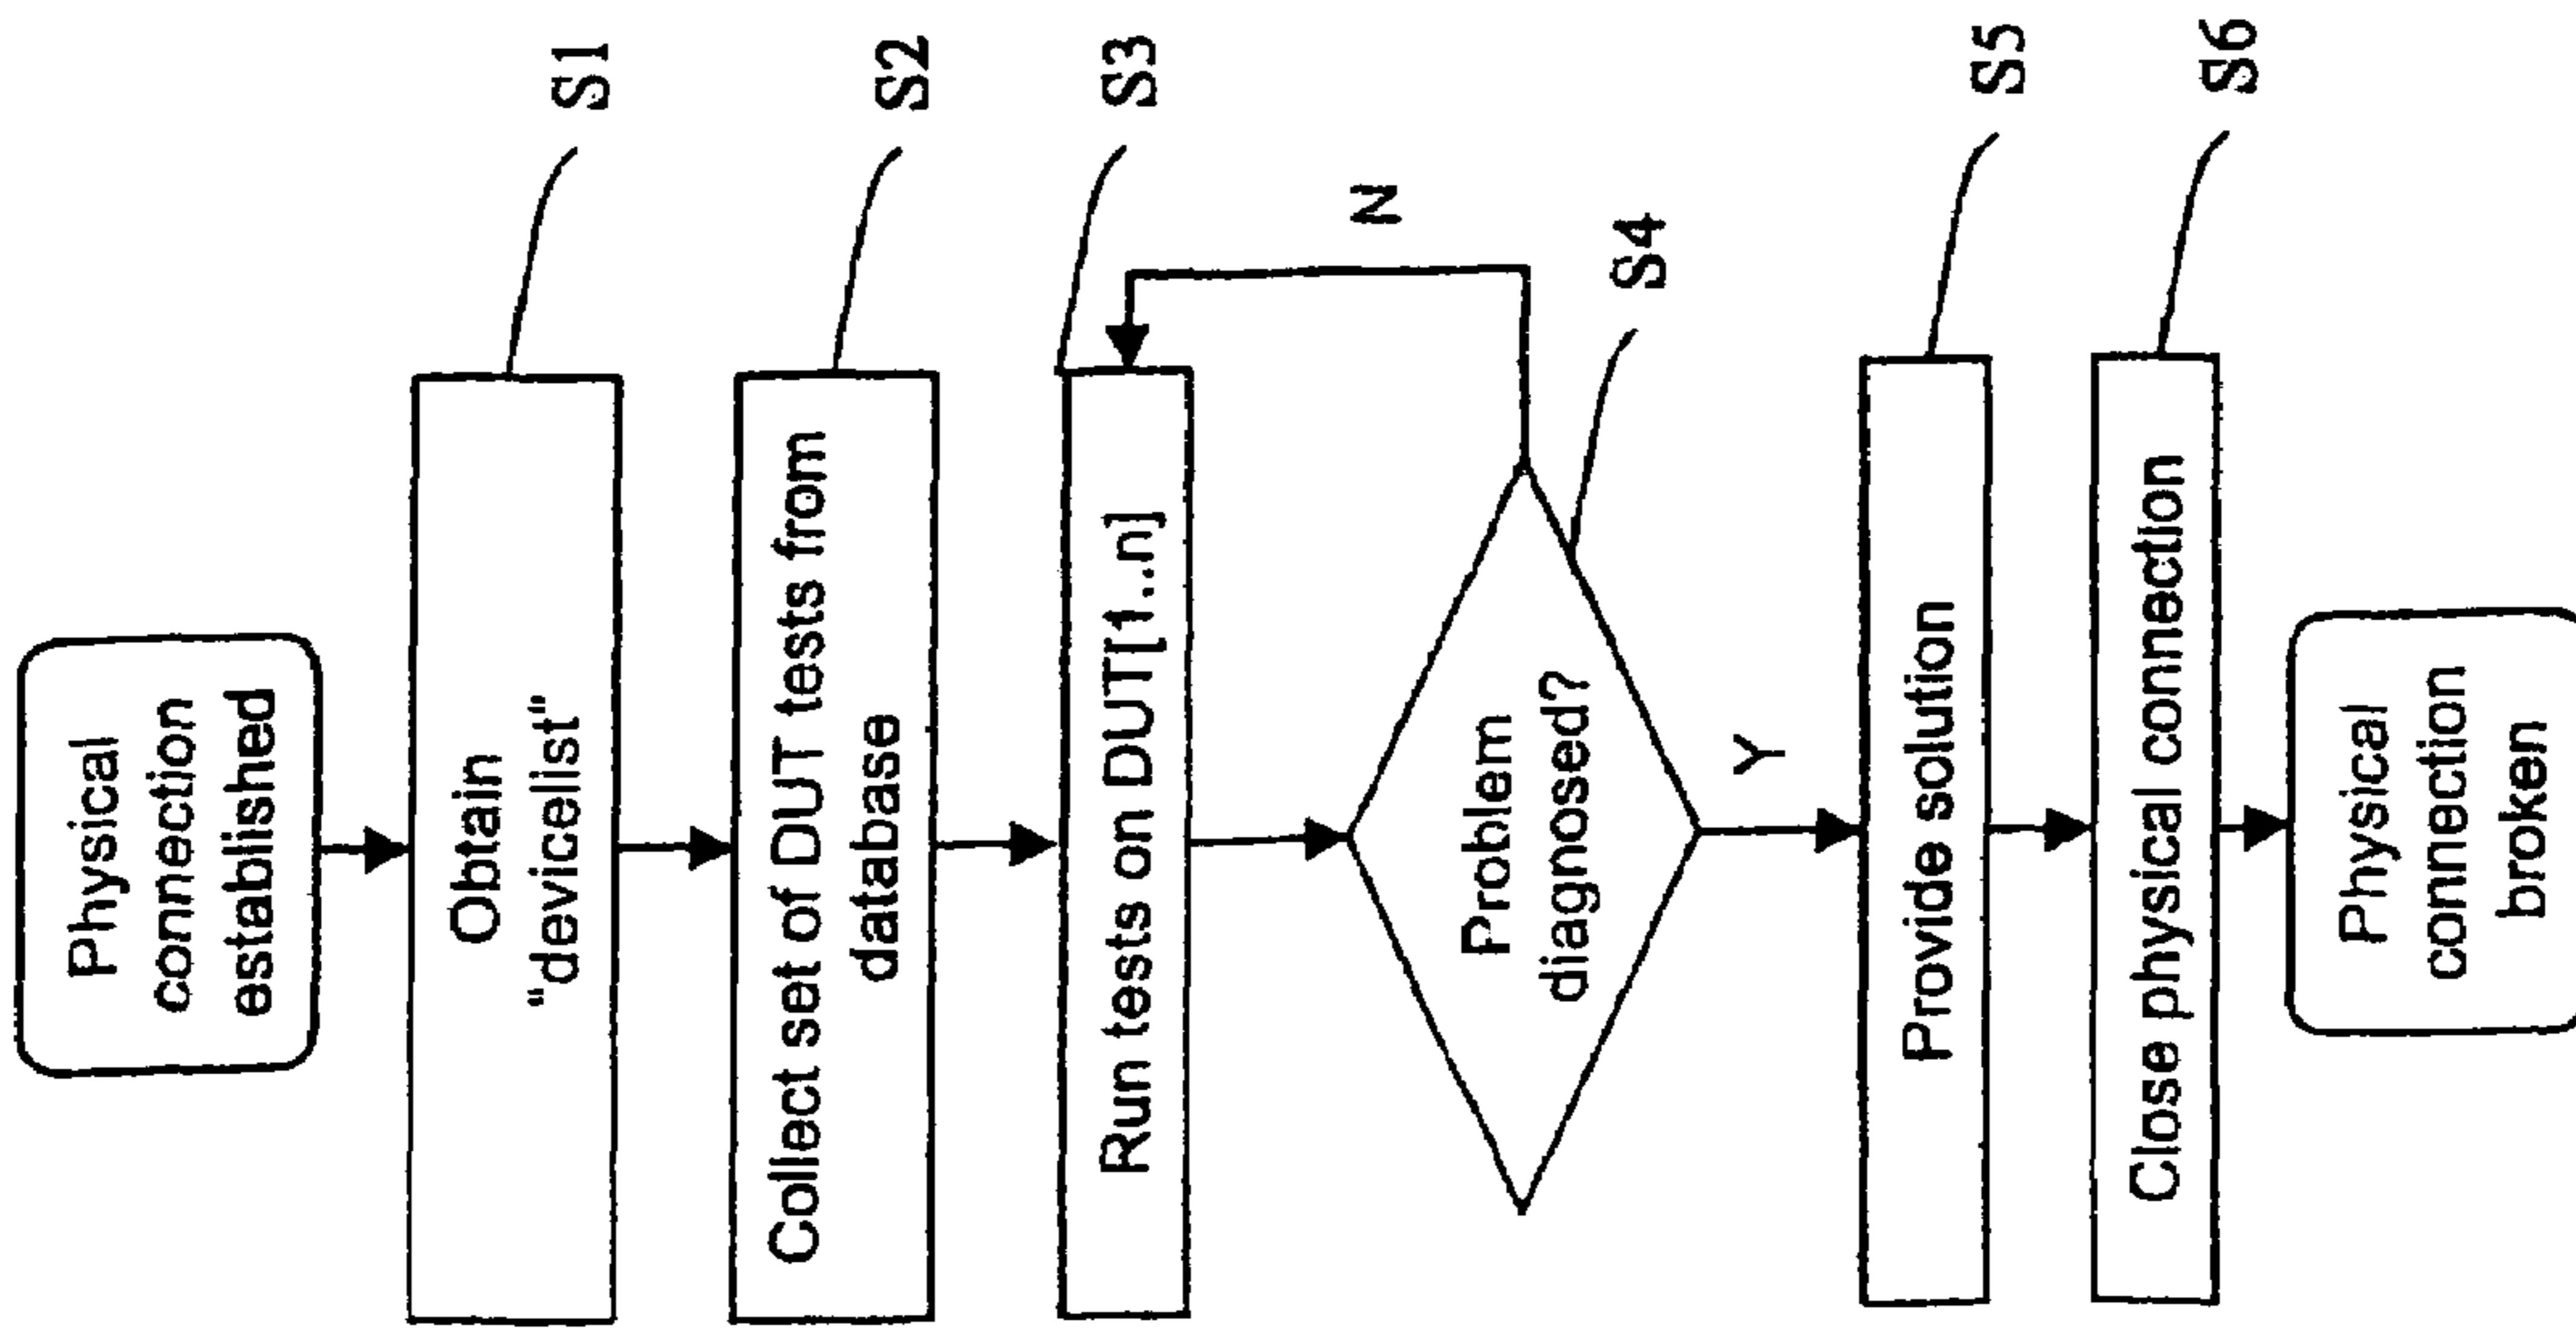 Physical
connection
established
Obtain
“devicelist“
S1
Collect set of DUT tests from
database
S2
Run tests on DUT[1..n]
S3
Problem
diagnosed?
S4
N
Y
Provide solution
S5
Close physical connection
S6
Physical
connection
broken